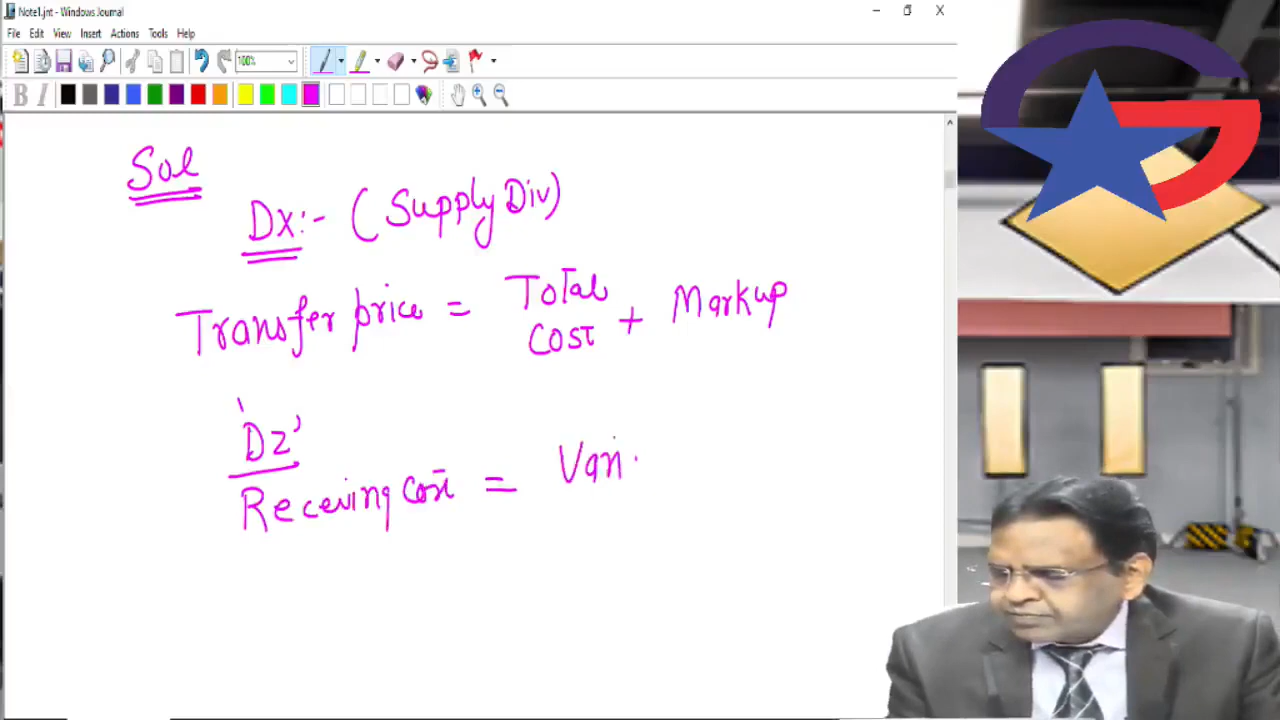 Note1.jnt - Windows Journal
File Edit View Insert Actions Tools Help
100%
B I
Sol
Dx:- (Supply Div)
Transfer price = Total Cost + Markup
'Dz'
Receiving Cost = Vari.